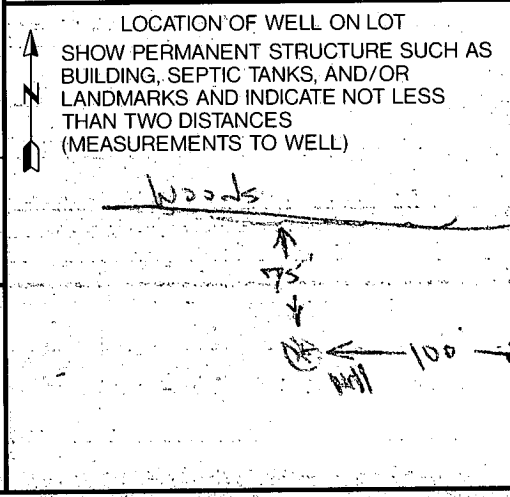 LOCATION OF WELL ON LOT
SHOW PERMANENT STRUCTURE SUCH AS
BUILDING, SEPTIC TANKS, AND/OR
N
LANDMARKS AND INDICATE NOT LESS
THAN TWO DISTANCES
(MEASUREMENTS TO WELL)
Woods
75'
100'
Well